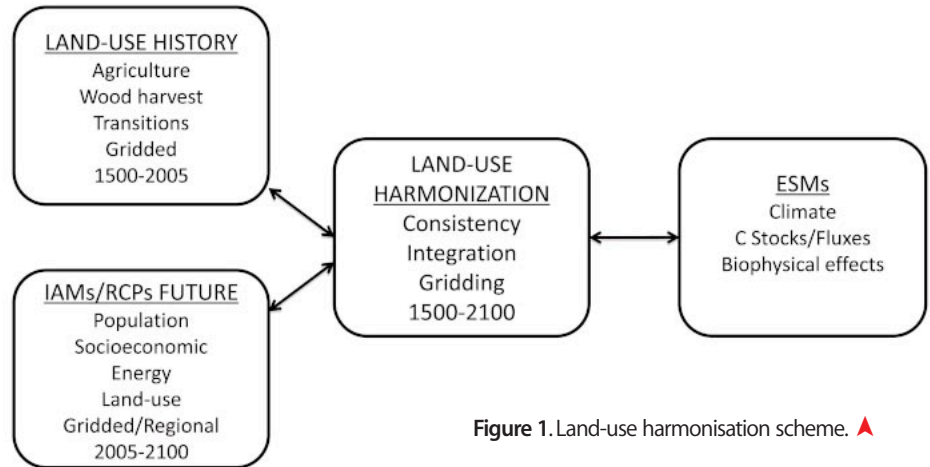 LAND-USE HISTORY
Agriculture
Wood harvest
Transitions
Gridded
1500-2005
IAMs/RCPs FUTURE
Population
Socioeconomic
Energy
Land-use
Gridded/Regional
2005-2100
LAND-USE
HARMONIZATION
Consistency
Integration
Gridding
1500-2100
ESMs
Climate
C Stocks/Fluxes
Biophysical effects
Figure 1. Land-use harmonisation scheme.